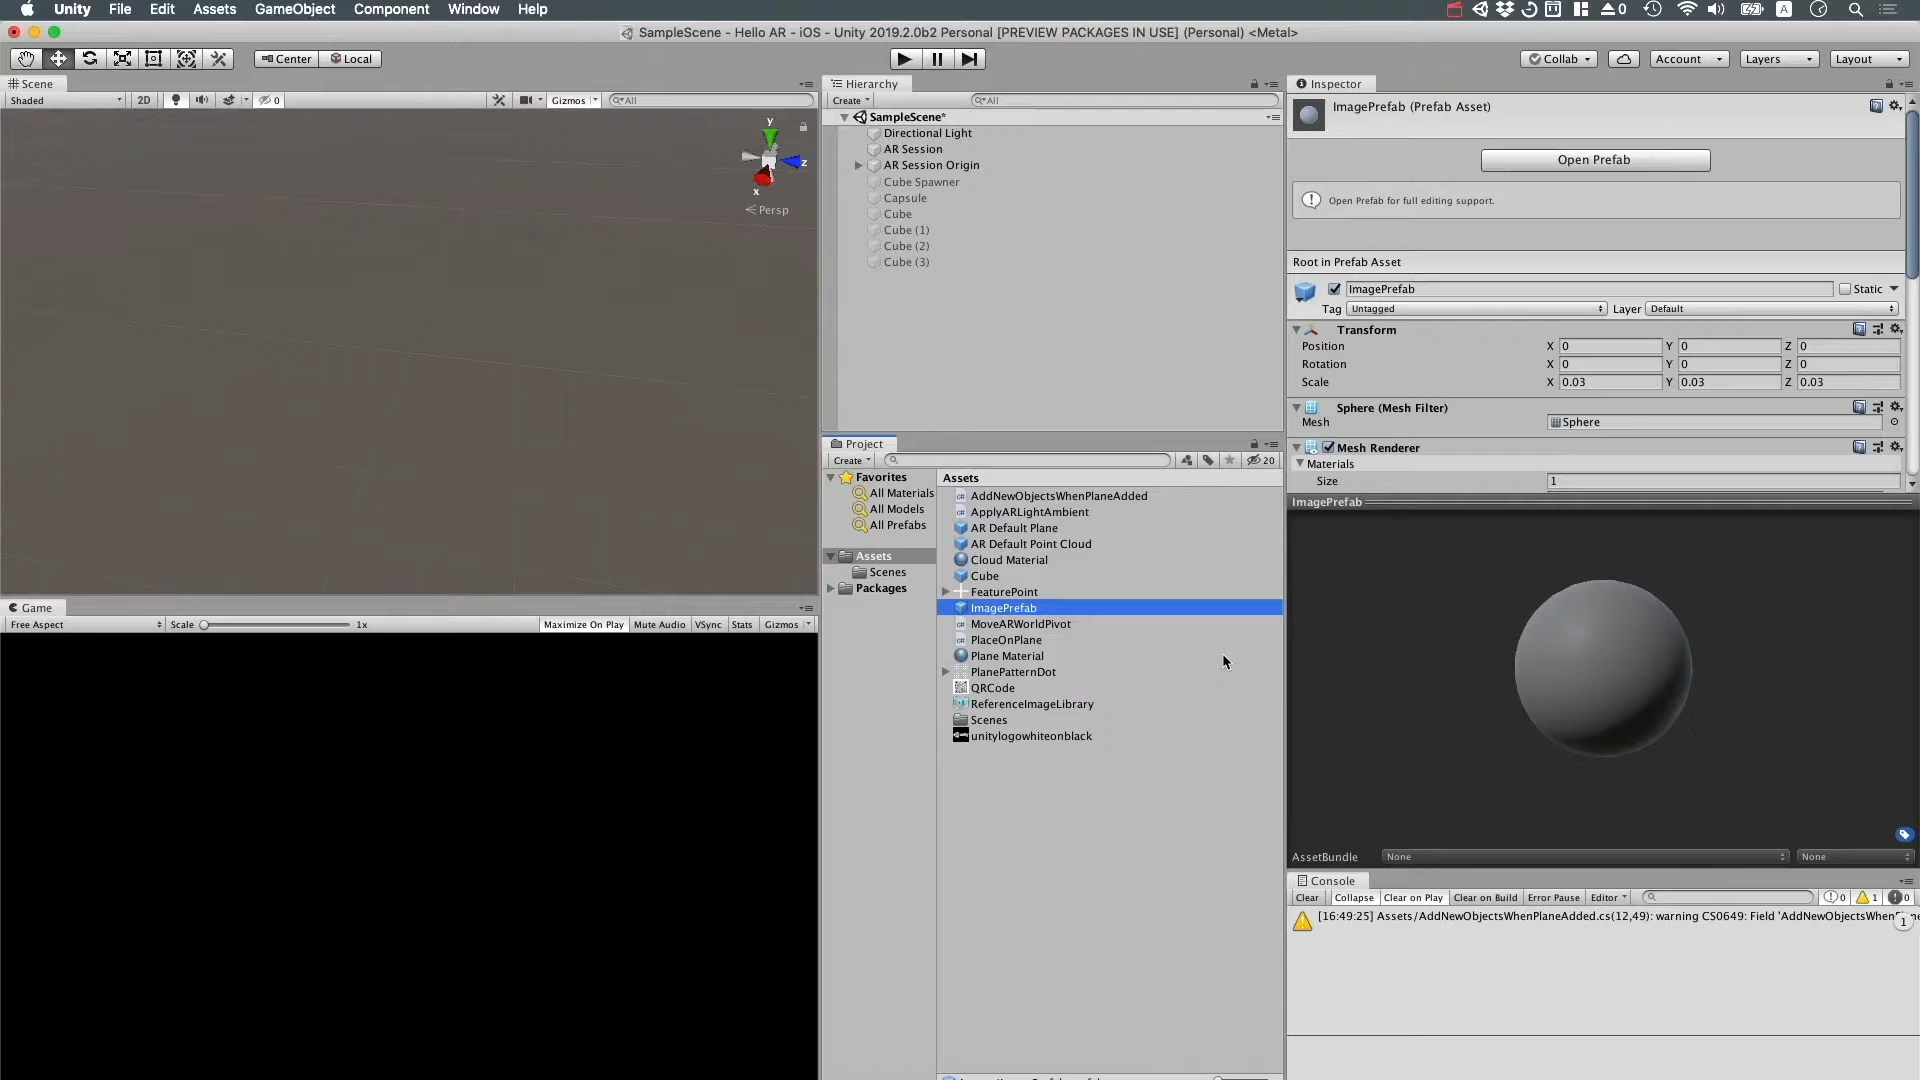 Unity File Edit Assets GameObject Component Window Help
SampleScene - Hello AR - iOS - Unity 2019.2.0b2 Personal [PREVIEW PACKAGES IN USE] (Personal) <Metal>
Center Local Collab Account Layers Layout
Scene
Shaded 2D 0 Gizmos All
y
z
x
Persp
Hierarchy
Create All
SampleScene*
Directional Light
AR Session
AR Session Origin
Cube Spawner
Capsule
Cube
Cube (1)
Cube (2)
Cube (3)
Game
Free Aspect Scale 1x Maximize On Play Mute Audio VSync Stats Gizmos
Project
Create 20
Favorites
All Materials
All Models
All Prefabs
Assets
Scenes
Packages
Assets
AddNewObjectsWhenPlaneAdded
ApplyARLightAmbient
AR Default Plane
AR Default Point Cloud
Cloud Material
Cube
FeaturePoint
ImagePrefab
MoveARWorldPivot
PlaceOnPlane
Plane Material
PlanePatternDot
QRCode
ReferenceImageLibrary
Scenes
unitylogowhiteonblack
Inspector
ImagePrefab (Prefab Asset)
Open Prefab
Open Prefab for full editing support.
Root in Prefab Asset
ImagePrefab Static
Tag Untagged Layer Default
Transform
Position X 0 Y 0 Z 0
Rotation X 0 Y 0 Z 0
Scale X 0.03 Y 0.03 Z 0.03
Sphere (Mesh Filter)
Mesh Sphere
Mesh Renderer
Materials
Size 1
ImagePrefab
AssetBundle None None
Console
Clear Collapse Clear on Play Clear on Build Error Pause Editor 0 1 0
[16:49:25] Assets/AddNewObjectsWhenPlaneAdded.cs(12,49): warning CS0649: Field 'AddNewObjectsWhenP
1